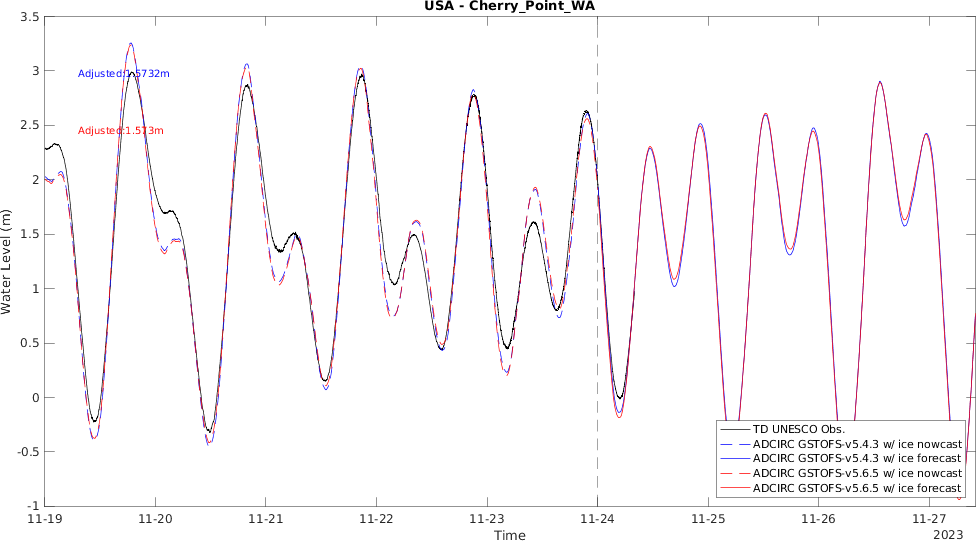 USA - Cherry_Point_WA
3.5
3
2.5
2
1.5
1
0.5
0
-0.5
-1
Water Level (m)
Adjusted:1.5732m
Adjusted:1.573m
TD UNESCO Obs.
ADCIRC GSTOFS-v5.4.3 w/ ice nowcast
ADCIRC GSTOFS-v5.4.3 w/ ice forecast
ADCIRC GSTOFS-v5.6.5 w/ ice nowcast
ADCIRC GSTOFS-v5.6.5 w/ ice forecast
11-19 11-20 11-21 11-22 11-23 11-24 11-25 11-26 11-27
Time
2023